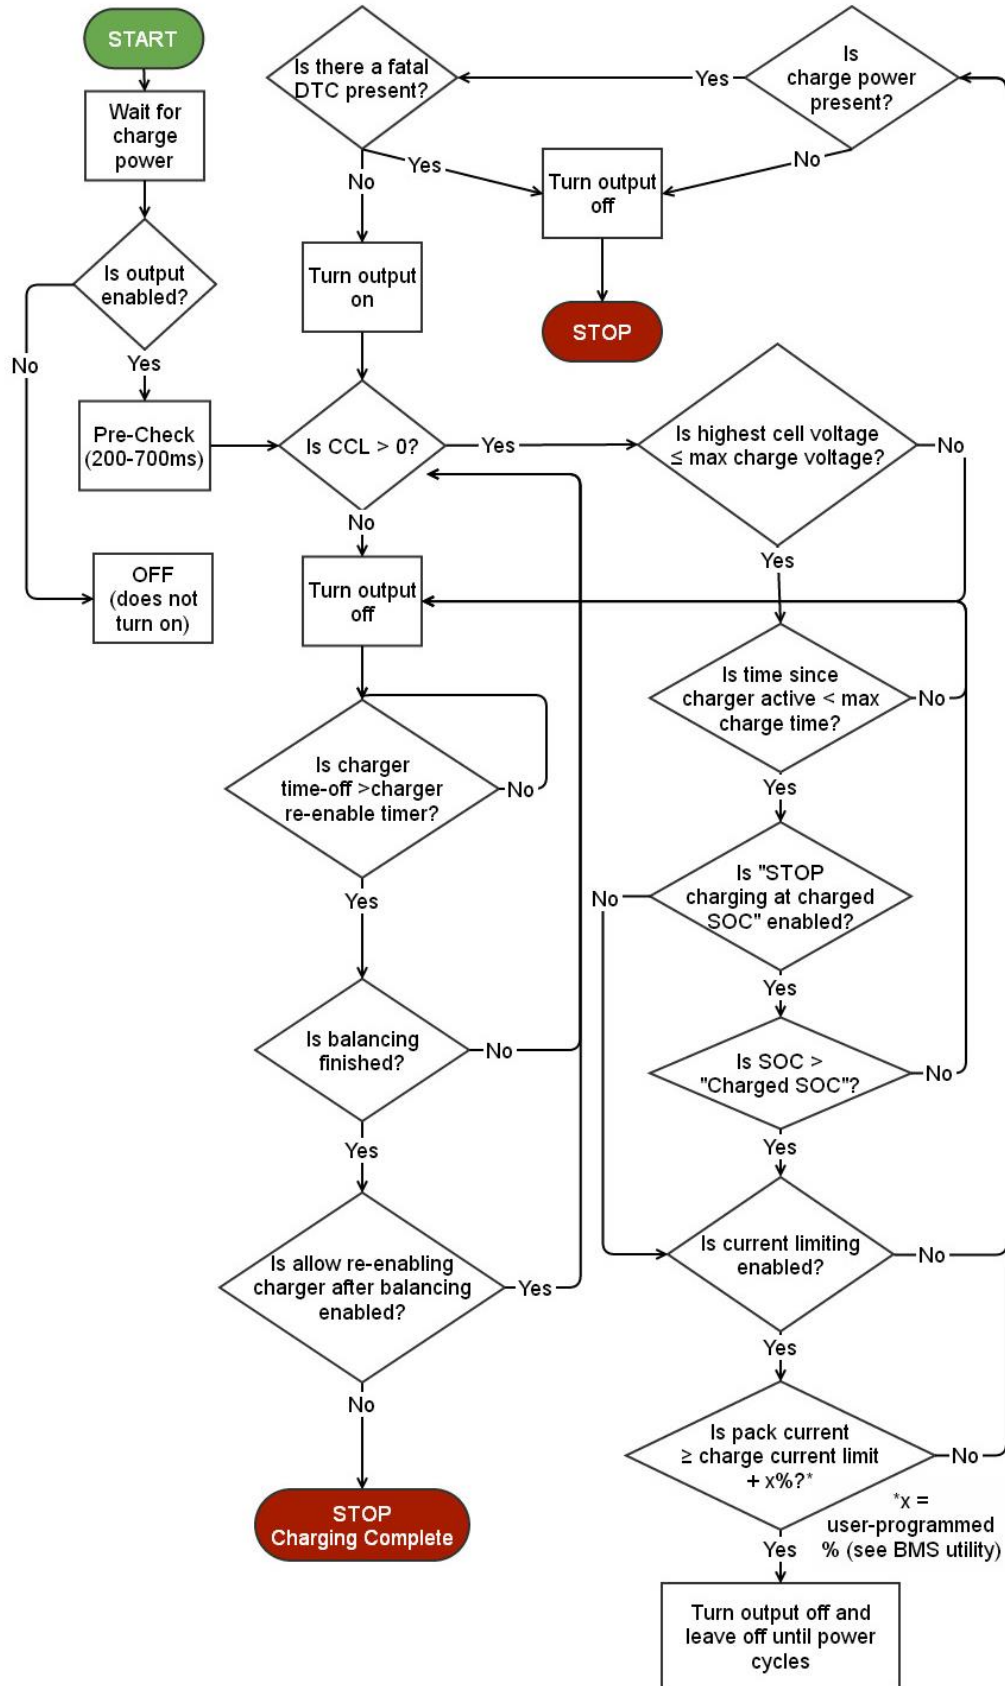 START
Wait for
charge
power
Is output
enabled?
No
Yes
Pre-Check
(200-700ms)
OFF
(does not
turn on)
Is there a fatal
DTC present?
Yes
Is
charge power
present?
No
Yes
No
Turn output
off
STOP
Turn output
on
Is CCL > 0?
Yes
No
Is highest cell voltage
≤ max charge voltage?
No
Yes
Turn output
off
Is time since
charger active < max
charge time?
No
Yes
Is charger
time-off >charger
re-enable timer?
No
Yes
Is "STOP
charging at charged
SOC" enabled?
No
Yes
Is balancing
finished?
No
Yes
Is SOC >
"Charged SOC"?
No
Yes
Is allow re-enabling
charger after balancing
enabled?
Yes
No
Is current limiting
enabled?
No
Yes
STOP
Charging Complete
Is pack current
≥ charge current limit
+ x%?*
No
Yes
*x =
user-programmed
% (see BMS utility)
Turn output off and
leave off until power
cycles